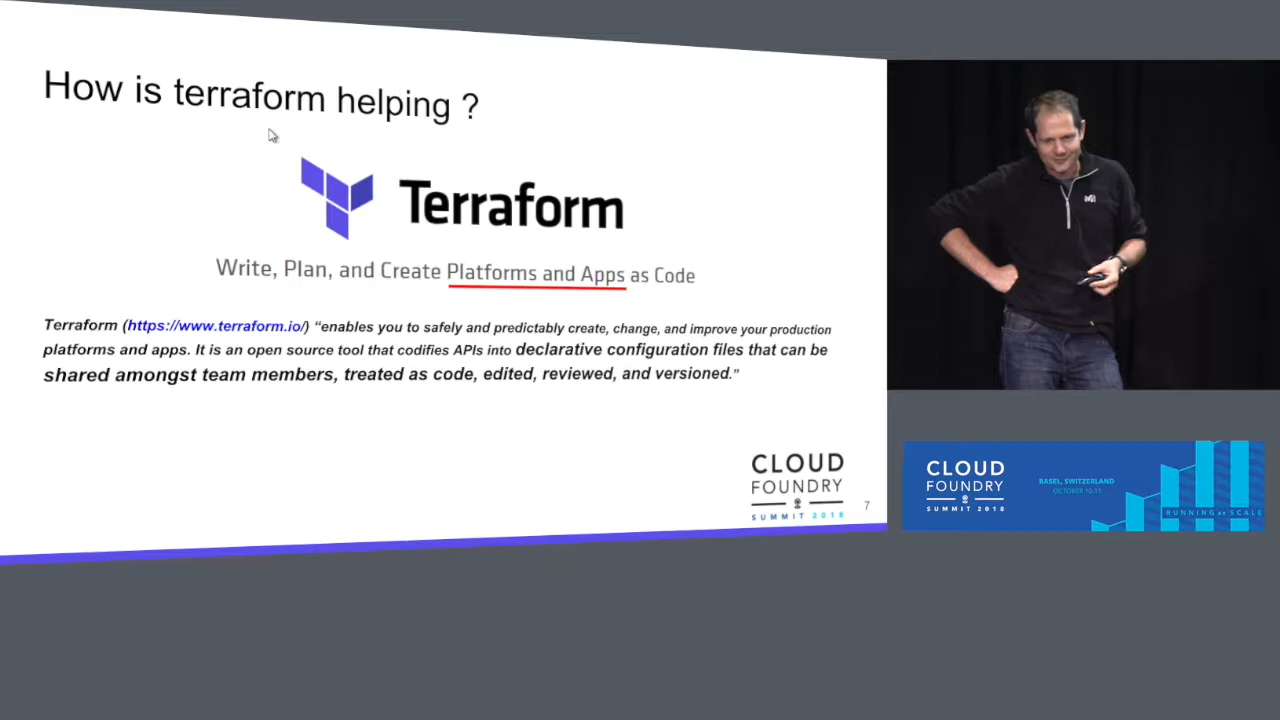 How is terraform helping ?
Terraform
Write, Plan, and Create Platforms and Apps as Code
Terraform (https://www.terraform.io/) “enables you to safely and predictably create, change, and improve your production
platforms and apps. It is an open source tool that codifies APIs into declarative configuration files that can be
shared amongst team members, treated as code, edited, reviewed, and versioned.”
CLOUD
FOUNDRY
SUMMIT 2018
7
CLOUD
FOUNDRY
SUMMIT 2018
BASEL, SWITZERLAND
OCTOBER 10-11
RUNNING AT SCALE